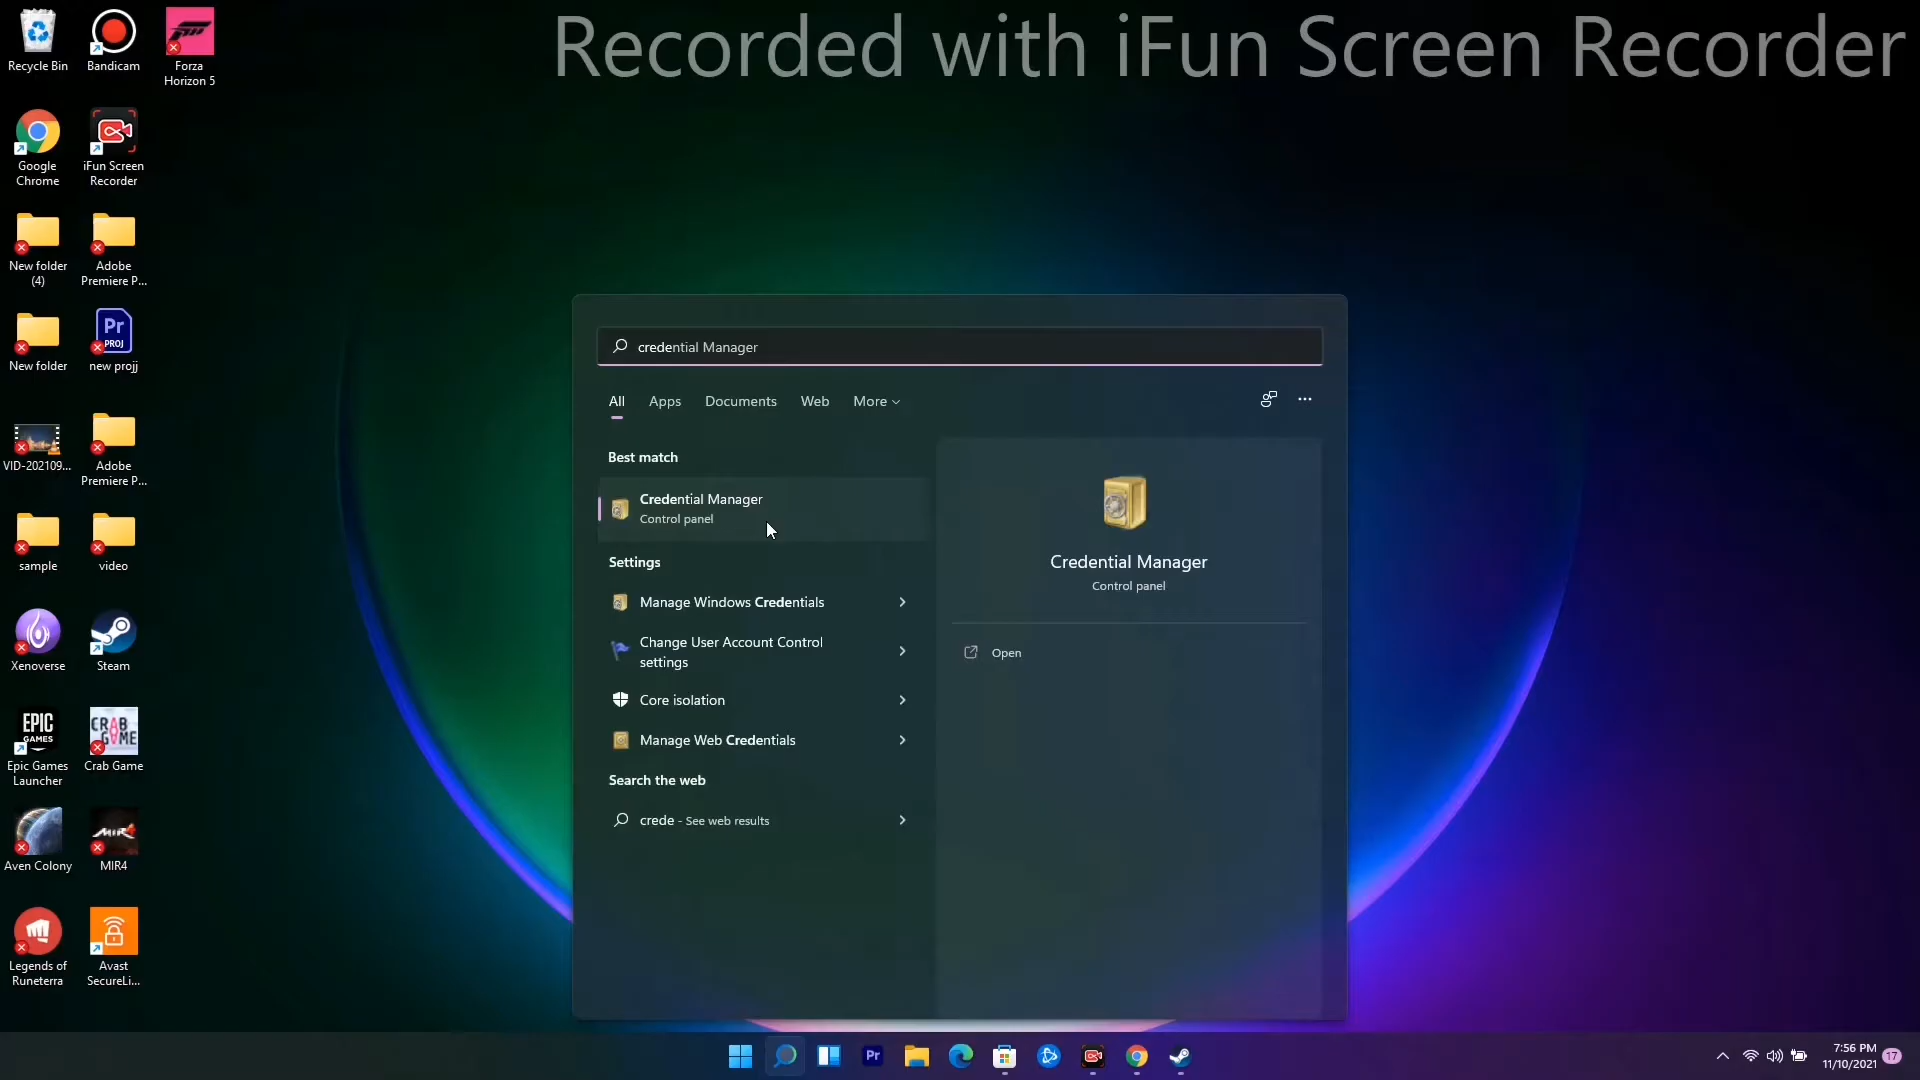 Recorded with iFun Screen Recorder
Recycle Bin
Bandicam
Forza
Horizon 5
Google
Chrome
iFun Screen
Recorder
New folder
(4)
Adobe
Premiere P...
New folder
Pr
PROJ
new projj
VID-202109...
Adobe
Premiere P...
sample
video
Xenoverse
Steam
EPIC
GAMES
Epic Games
Launcher
CRAB
GAME
Crab Game
Aven Colony
MIR4
MIR4
Legends of
Runeterra
Avast
SecureLi...
credential Manager
All
Apps
Documents
Web
More
Best match
Credential Manager
Control panel
Settings
Manage Windows Credentials
Change User Account Control
settings
Core isolation
Manage Web Credentials
Search the web
crede - See web results
Credential Manager
Control panel
Open
Pr
7:56 PM
11/10/2021
17